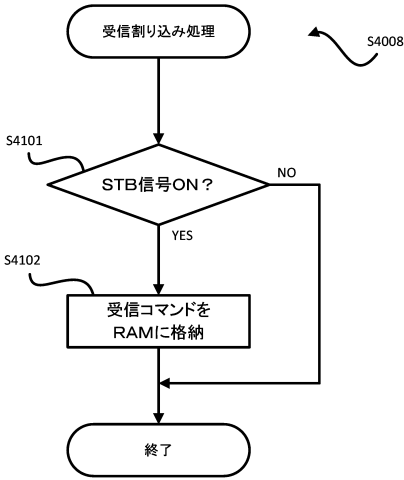 受信割り込み処理
S4008
S4101
STB信号ON？
NO
YES
S4102
受信コマンドを
RAMに格納
終了